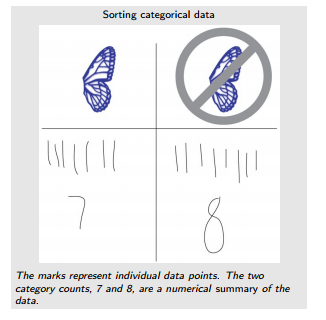 Sorting categorical data
7
8
The marks represent individual data points. The two
category counts, 7 and 8, are a numerical summary of the
data.